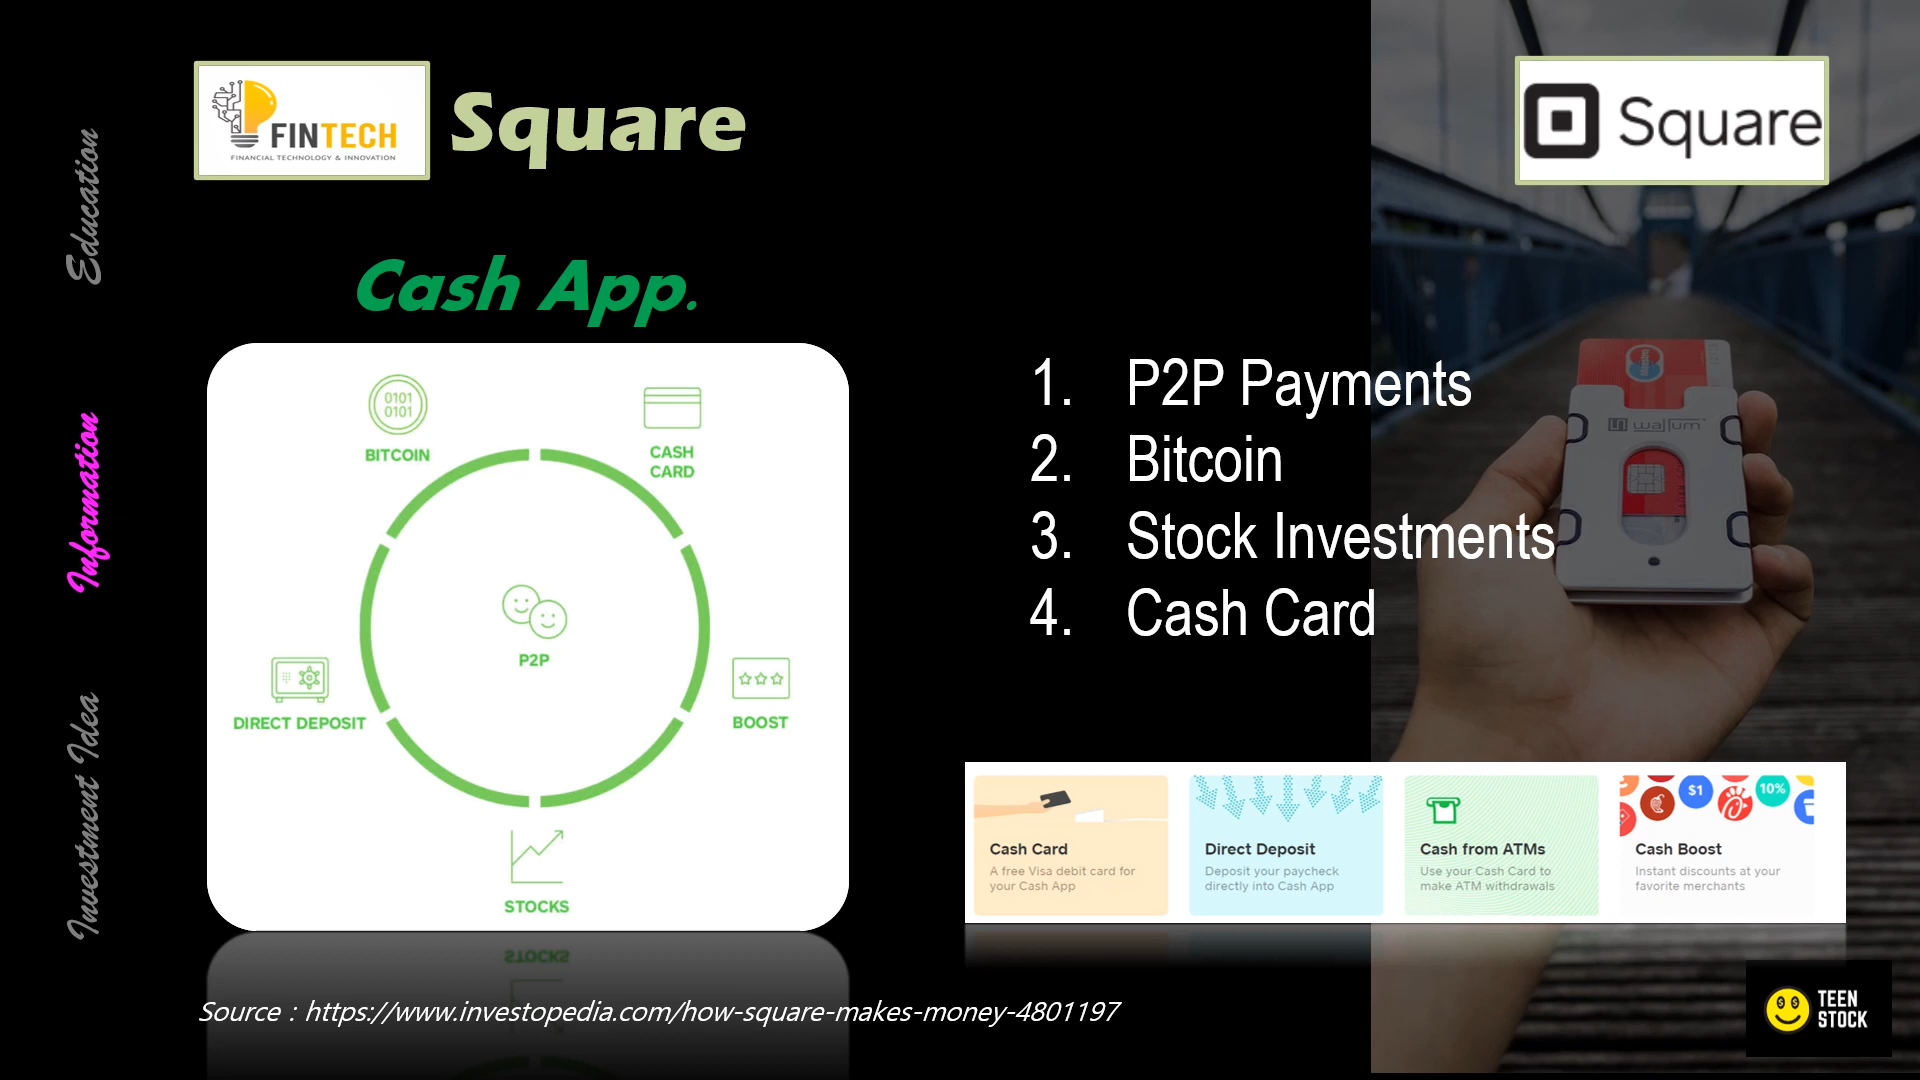 Education
Information
Investment Idea
FINTECH
FINANCIAL TECHNOLOGY & INNOVATION
Square
Square
Cash App.
0101
0101
BITCOIN
CASH
CARD
P2P
DIRECT DEPOSIT
BOOST
STOCKS
1. P2P Payments
2. Bitcoin
3. Stock Investments
4. Cash Card
wallum
Cash Card
A free Visa debit card for
your Cash App
Direct Deposit
Deposit your paycheck
directly into Cash App
Cash from ATMs
Use your Cash Card to
make ATM withdrawals
$1
10%
Cash Boost
Instant discounts at your
favorite merchants
STOCKS
Source : https://www.investopedia.com/how-square-makes-money-4801197
TEEN
STOCK